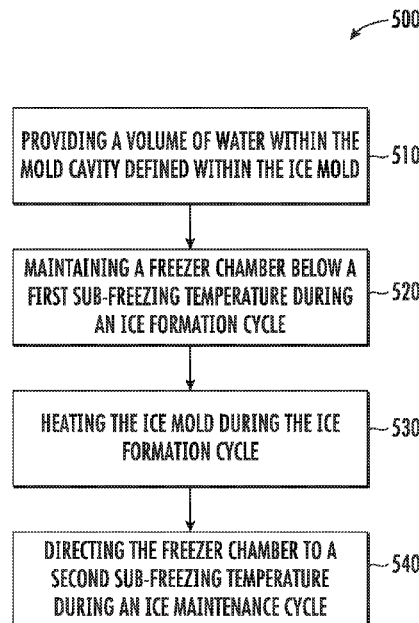 500
PROVIDING A VOLUME OF WATER WITHIN THE
MOLD CAVITY DEFINED WITHIN THE ICE MOLD
510
MAINTAINING A FREEZER CHAMBER BELOW A
FIRST SUB-FREEZING TEMPERATURE DURING
AN ICE FORMATION CYCLE
520
HEATING THE ICE MOLD DURING THE ICE
FORMATION CYCLE
530
DIRECTING THE FREEZER CHAMBER TO A
SECOND SUB-FREEZING TEMPERATURE
DURING AN ICE MAINTENANCE CYCLE
540